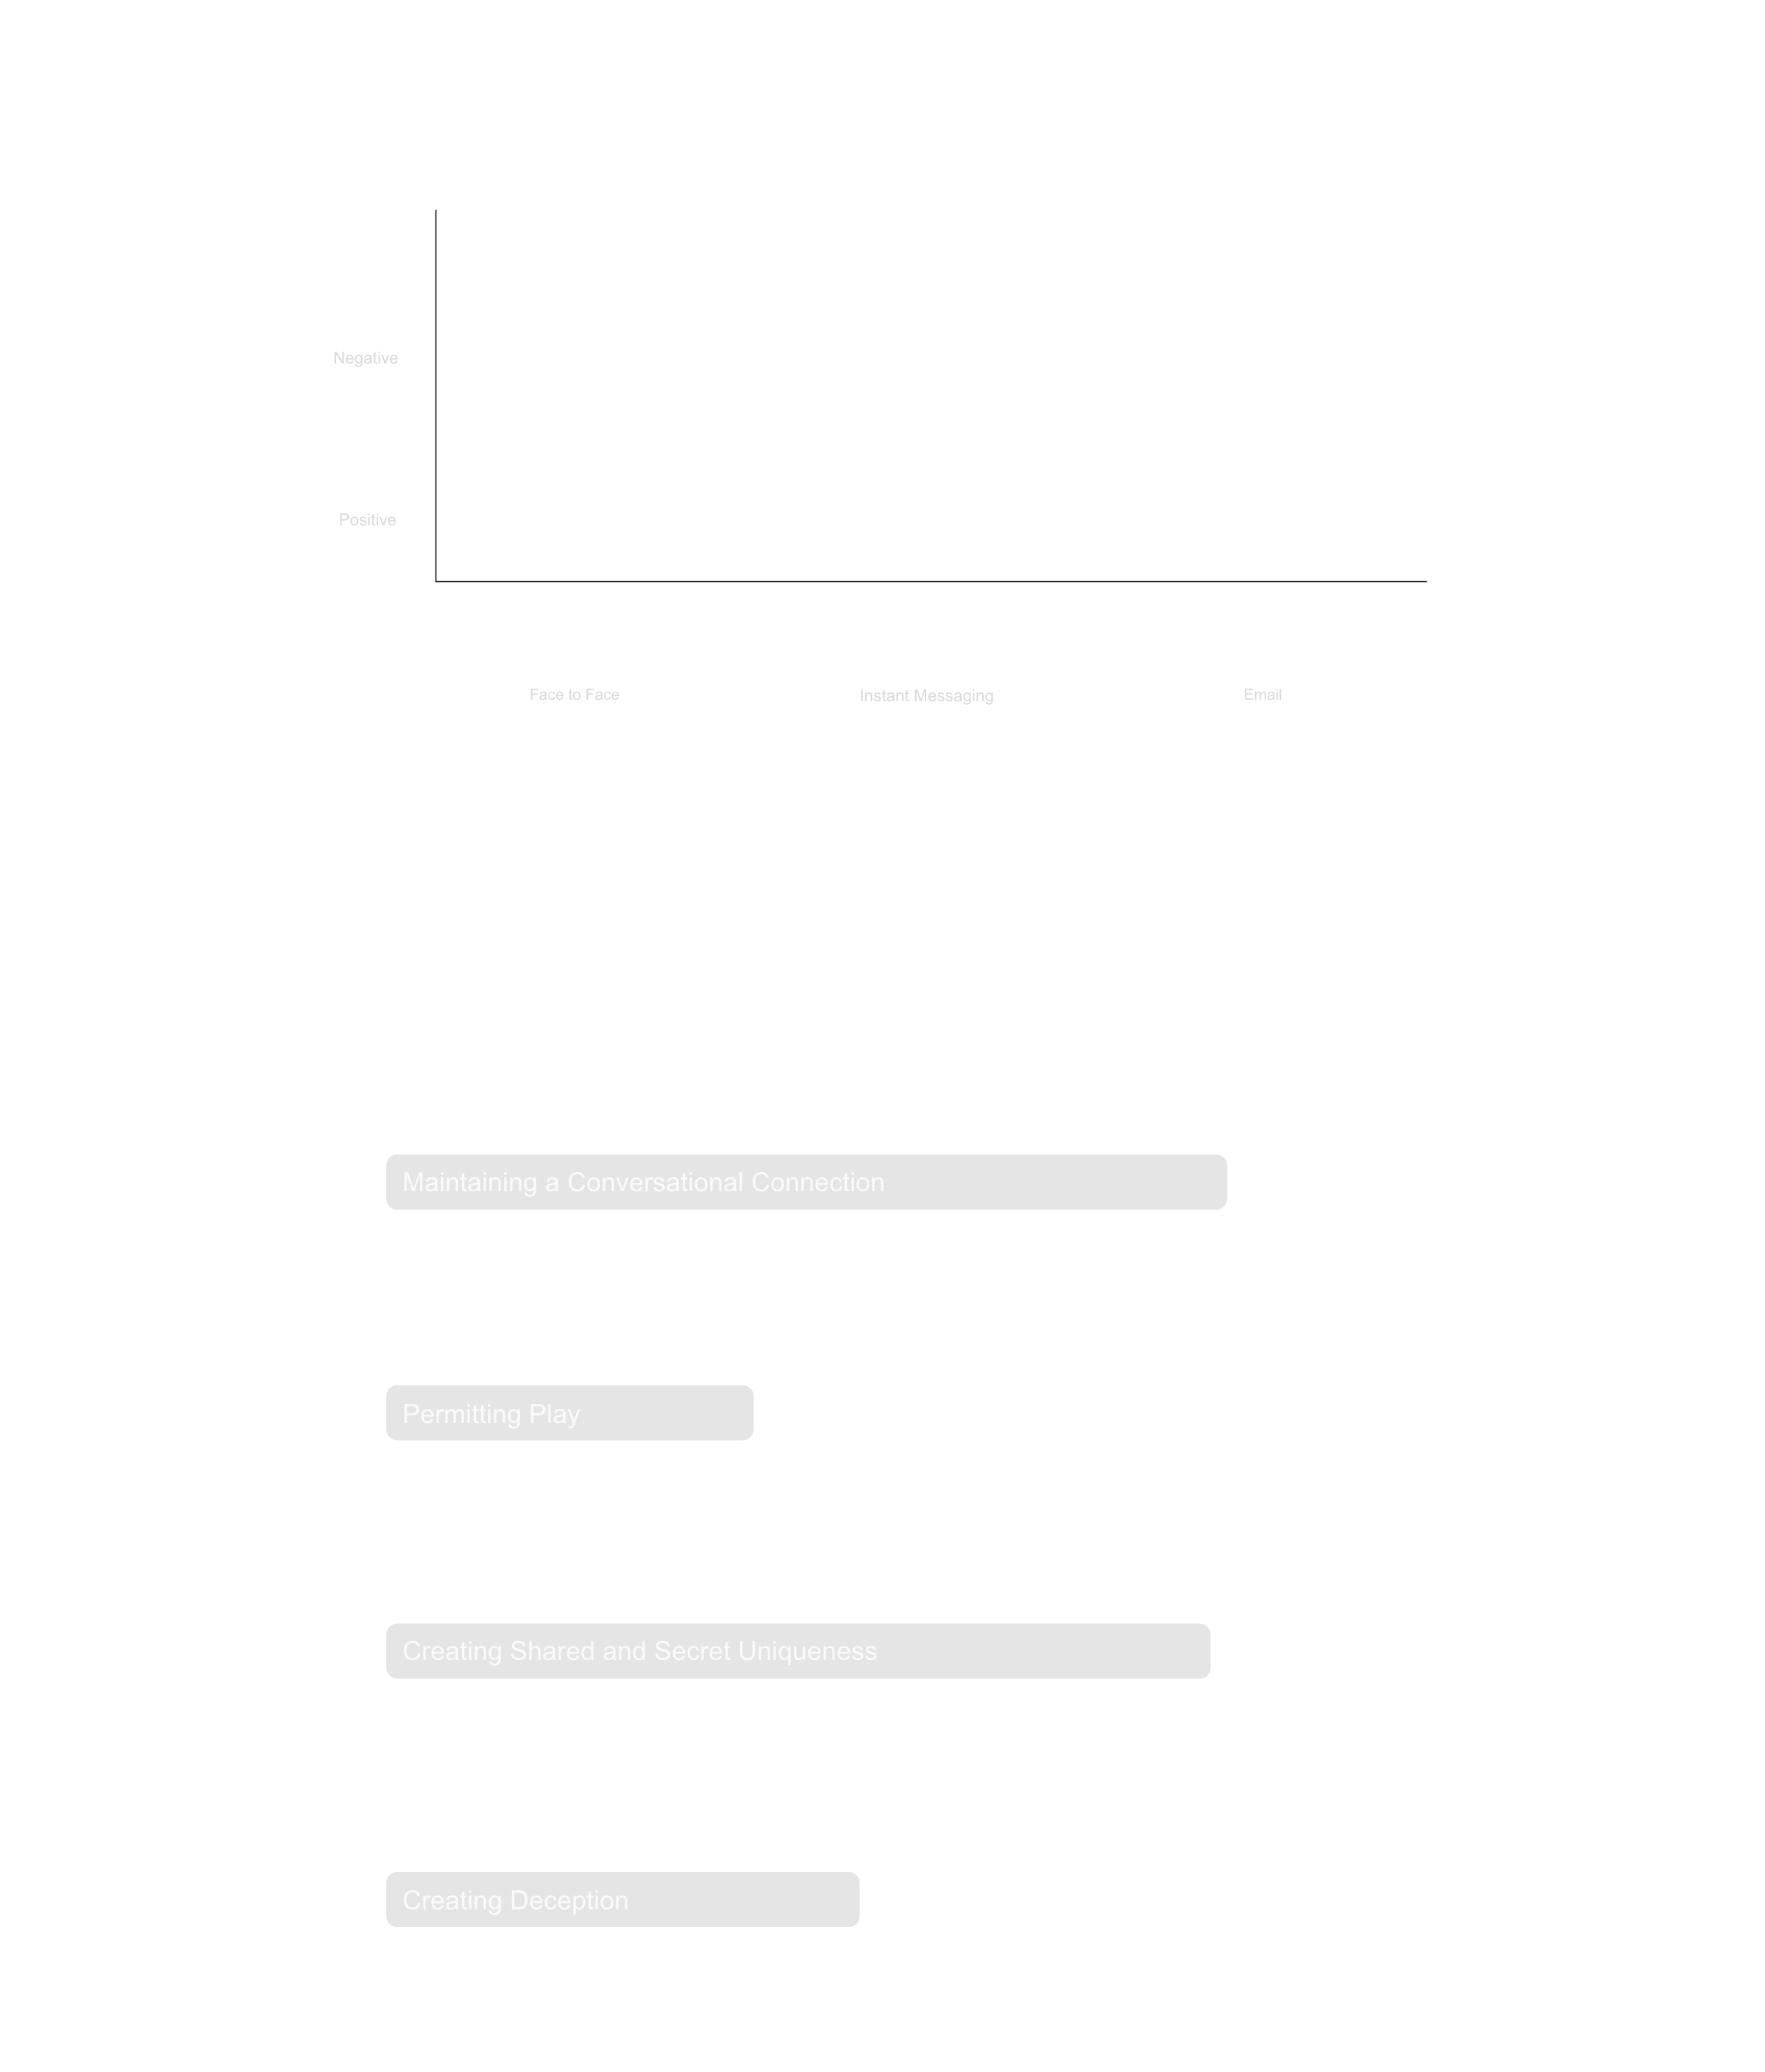 Negative
Positive
Face to Face
Instant Messaging
Email
Maintaining a Conversational Connection
Permitting Play
Creating Shared and Secret Uniqueness
Creating Deception